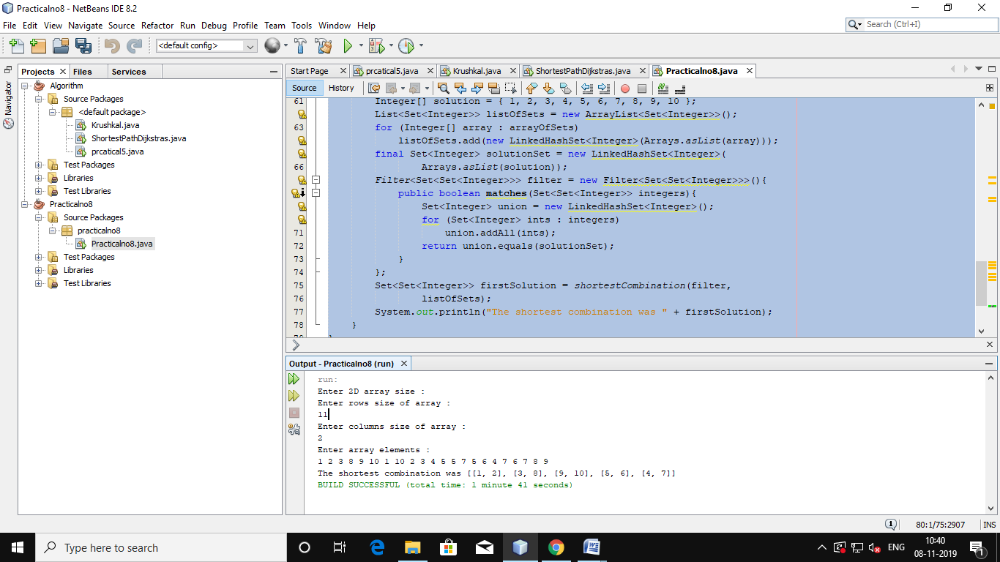 Practicalno8 - NetBeans IDE 8.2
File Edit View Navigate Source Refactor Run Debug Profile Team Tools Window Help
Search (Ctrl+I)
<default config>
Navigator
Projects Files Services
Algorithm
Source Packages
<default package>
Krushkal.java
ShortestPathDijkstras.java
prcatical5.java
Test Packages
Libraries
Test Libraries
Practicalno8
Source Packages
practicalno8
Practicalno8.java
Test Packages
Libraries
Test Libraries
Start Page prcatical5.java Krushkal.java ShortestPathDijkstras.java Practicalno8.java
Source History
61 Integer[] solution = { 1, 2, 3, 4, 5, 6, 7, 8, 9, 10 };
List<Set<Integer>> listOfSets = new ArrayList<Set<Integer>>();
63 for (Integer[] array : arrayOfSets)
listOfSets.add(new LinkedHashSet<Integer>(Arrays.asList(array)));
final Set<Integer> solutionSet = new LinkedHashSet<Integer>(
66 Arrays.asList(solution));
Filter<Set<Set<Integer>>> filter = new Filter<Set<Set<Integer>>>(){
public boolean matches(Set<Set<Integer>> integers){
Set<Integer> union = new LinkedHashSet<Integer>();
for (Set<Integer> ints : integers)
71 union.addAll(ints);
72 return union.equals(solutionSet);
73 }
74 };
75 Set<Set<Integer>> firstSolution = shortestCombination(filter,
76 listOfSets);
77 System.out.println("The shortest combination was " + firstSolution);
78 }
Output - Practicalno8 (run)
run:
Enter 2D array size :
Enter rows size of array :
11
Enter columns size of array :
2
Enter array elements :
1 2 3 8 9 10 1 10 2 3 4 5 5 7 5 6 4 7 6 7 8 9
The shortest combination was [[1, 2], [3, 8], [9, 10], [5, 6], [4, 7]]
BUILD SUCCESSFUL (total time: 1 minute 41 seconds)
1 80:1/75:2907 INS
Type here to search
ENG
10:40
08-11-2019
1